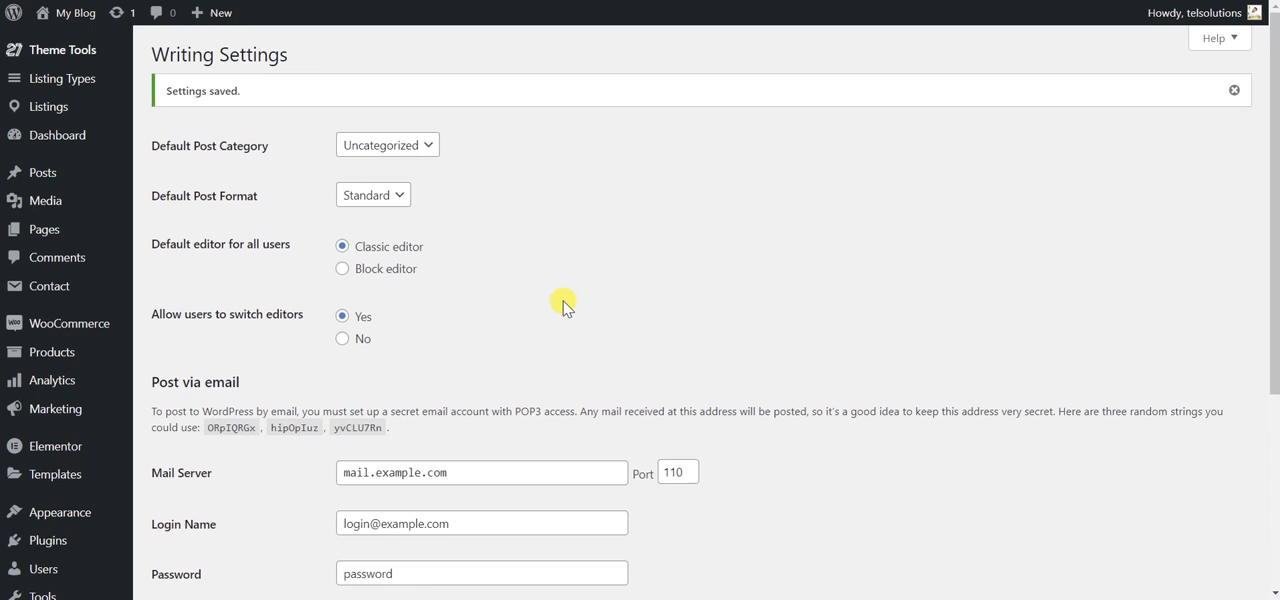 My Blog 1 0 New Howdy, telsolutions
Help
Theme Tools
Listing Types
Listings
Dashboard
Posts
Media
Pages
Comments
Contact
Woo WooCommerce
Products
Analytics
Marketing
Elementor
Templates
Appearance
Plugins
Users
Tools
Writing Settings
Settings saved.
Default Post Category Uncategorized
Default Post Format Standard
Default editor for all users Classic editor
Block editor
Allow users to switch editors Yes
No
Post via email
To post to WordPress by email, you must set up a secret email account with POP3 access. Any mail received at this address will be posted, so it's a good idea to keep this address very secret. Here are three random strings you
could use: ORpIQRGx , hipOpIuz , yvCLU7Rn .
Mail Server mail.example.com Port 110
Login Name login@example.com
Password password